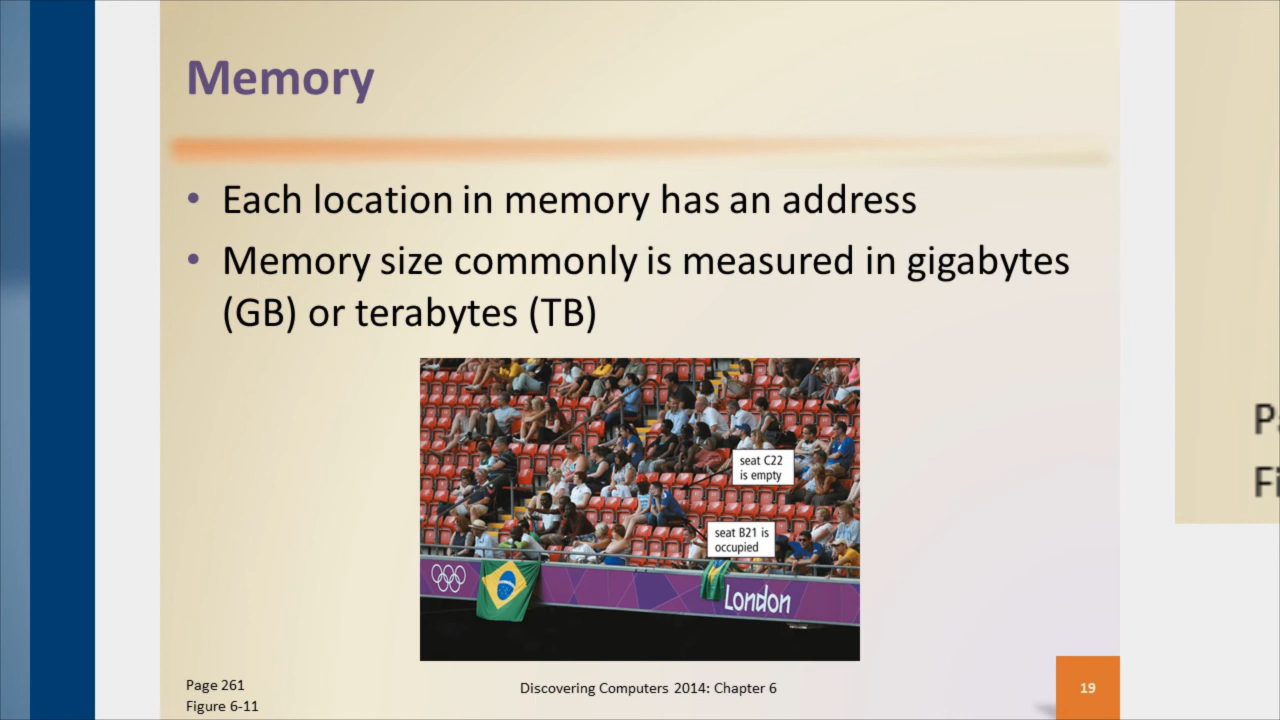 Memory
• Each location in memory has an address
• Memory size commonly is measured in gigabytes
(GB) or terabytes (TB)
seat C22
is empty
seat B21 is
occupied
London
Page 261
Figure 6-11
Discovering Computers 2014: Chapter 6
19